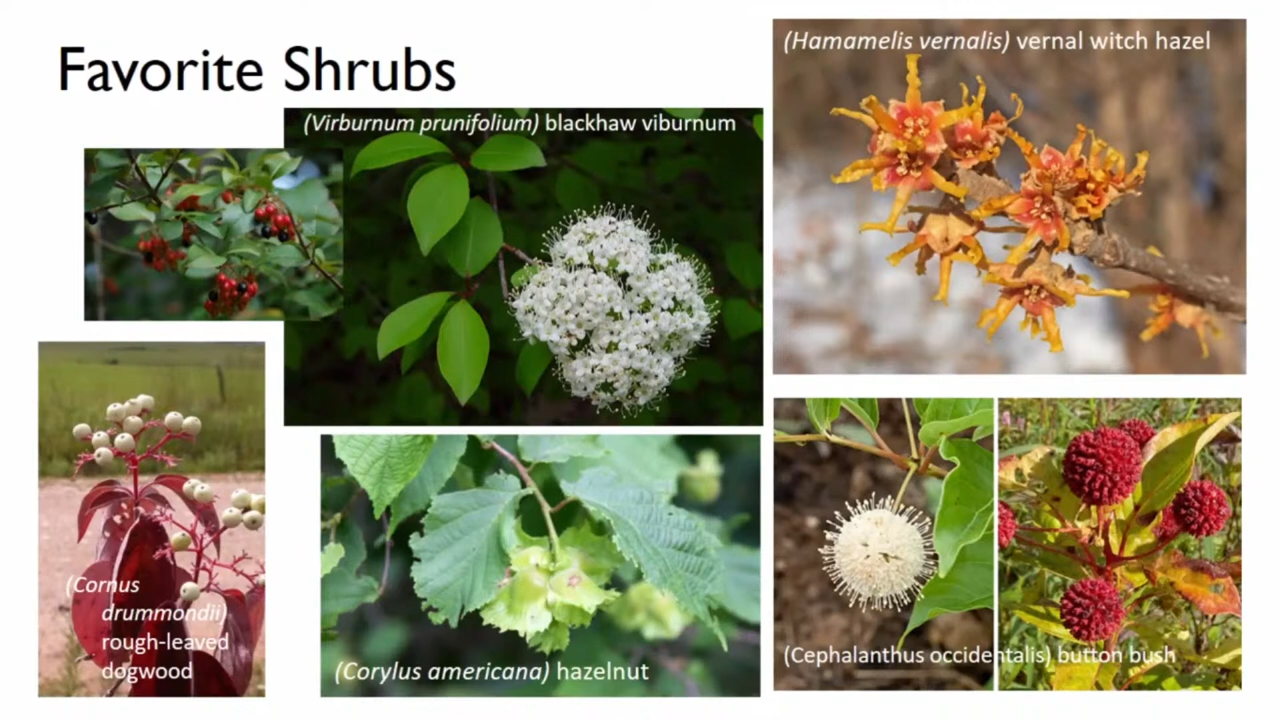 Favorite Shrubs
(Hamamelis vernalis) vernal witch hazel
(Virburnum prunifolium) blackhaw viburnum
(Cornus
drummondii)
rough-leaved
dogwood
(Corylus americana) hazelnut
(Cephalanthus occidentalis) button bush